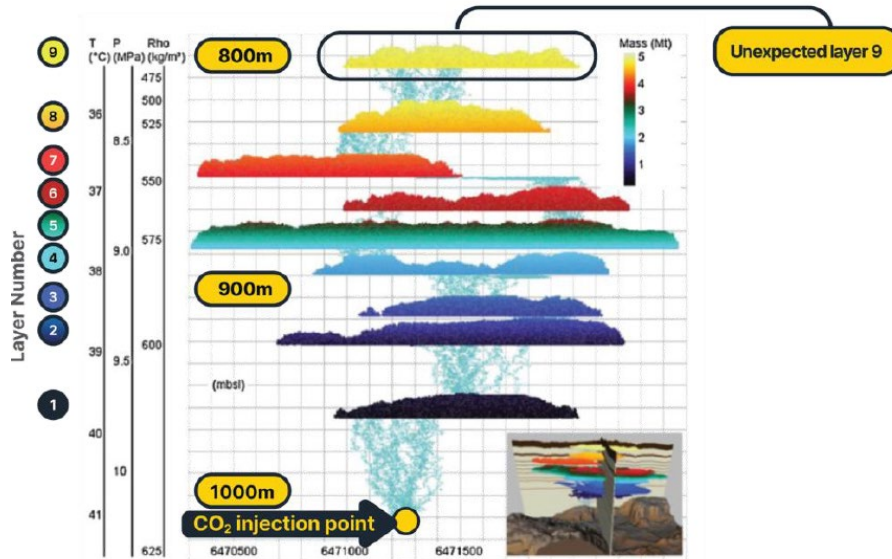 T P Rho
(°C) (MPa) (kg/m³)
800m
Mass (Mt)
5
4
3
2
1
Unexpected layer 9
Layer Number
9
8
7
6
5
4
3
2
1
36
37
38
39
40
41
8.5
9.0
9.5
10
475
500
525
550
575
600
625
900m
(mbsl)
1000m
CO₂ injection point
6470500 6471000 6471500